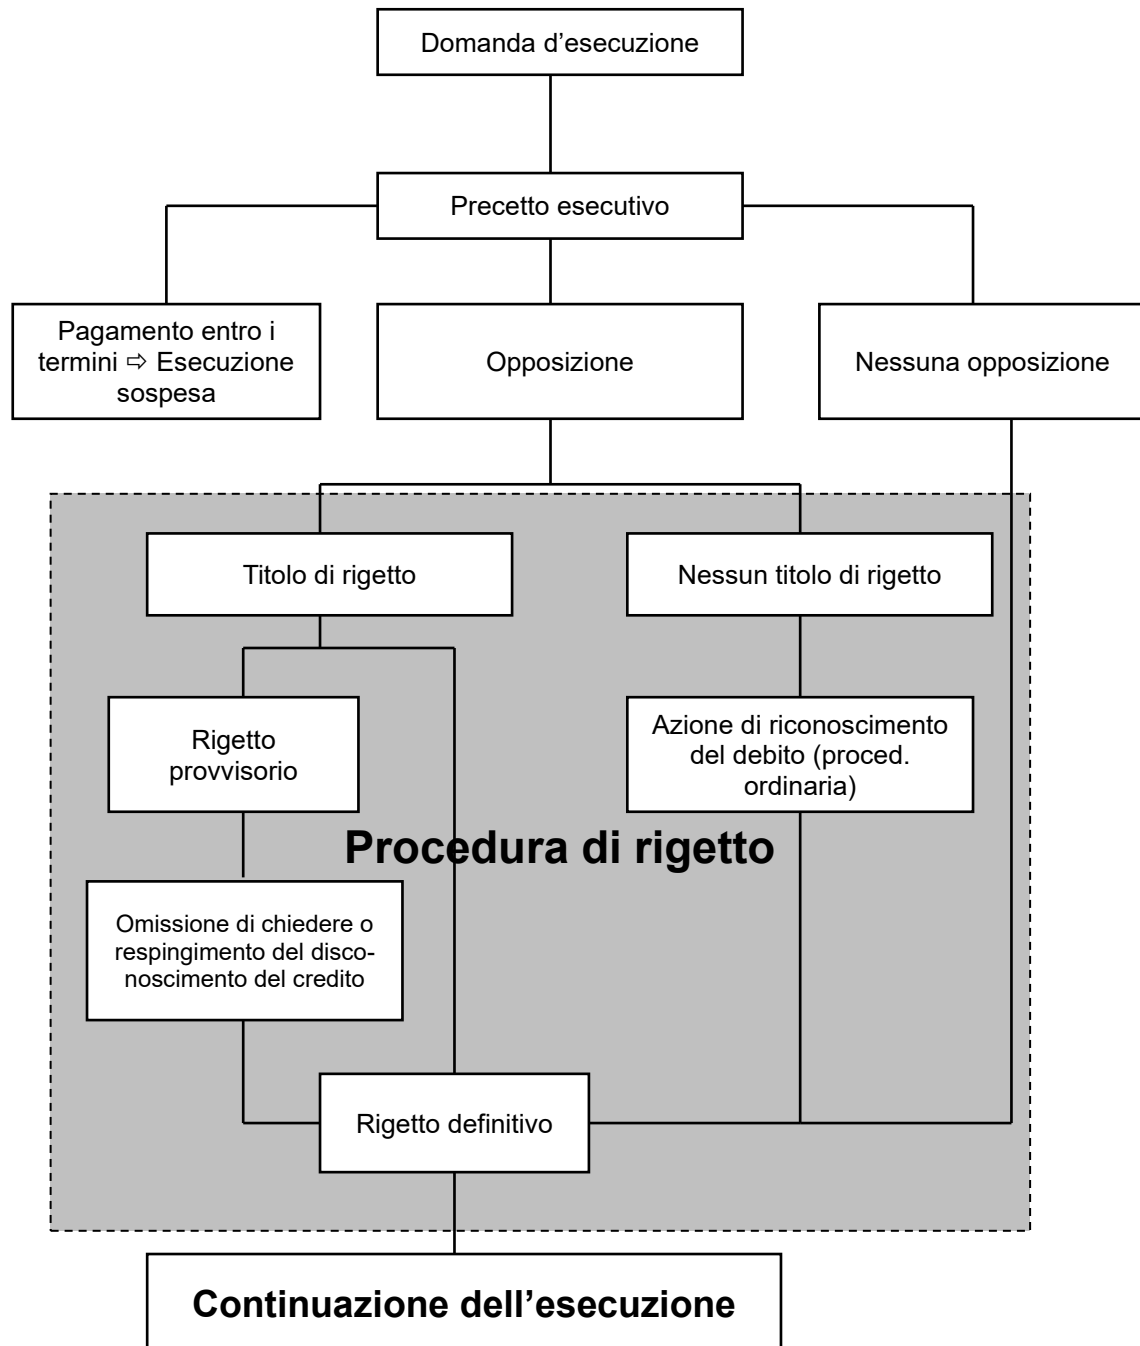 Domanda d’esecuzione
Precetto esecutivo
Pagamento entro i
termini ⇨ Esecuzione
sospesa
Opposizione
Nessuna opposizione
Titolo di rigetto
Nessun titolo di rigetto
Rigetto
provvisorio
Azione di riconoscimento
del debito (proced.
ordinaria)
Procedura di rigetto
Omissione di chiedere o
respingimento del disco-
noscimento del credito
Rigetto definitivo
Continuazione dell’esecuzione